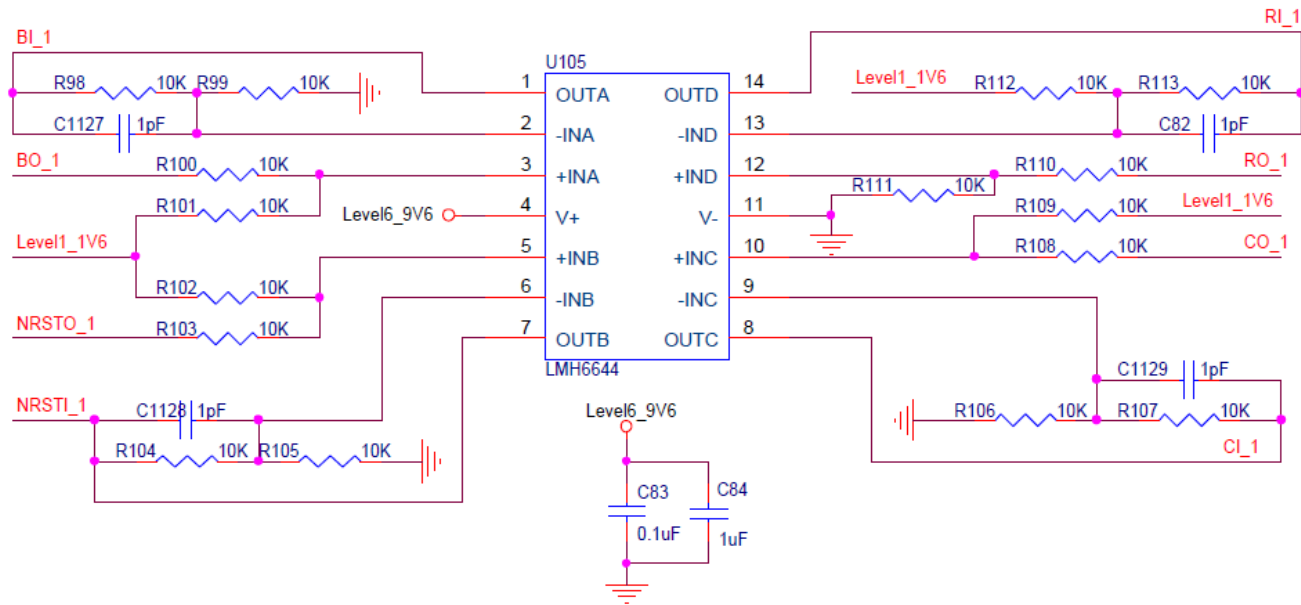 BI_1
RI_1
U105
R98 10K R99 10K
C1127 1pF
BO_1
R100 10K
R101 10K
Level6_9V6
Level1_1V6
R102 10K
NRSTO_1
R103 10K
NRSTI_1
C1128 1pF
R104 10K R105 10K
1 OUTA OUTD 14
2 -INA -IND 13
3 +INA +IND 12
4 V+ V- 11
5 +INB +INC 10
6 -INB -INC 9
7 OUTB OUTC 8
LMH6644
Level1_1V6
R112 10K R113 10K
C82 1pF
R110 10K RO_1
R111 10K
R109 10K Level1_1V6
R108 10K CO_1
C1129 1pF
R106 10K R107 10K
CI_1
Level6_9V6
C83 0.1uF
C84 1uF